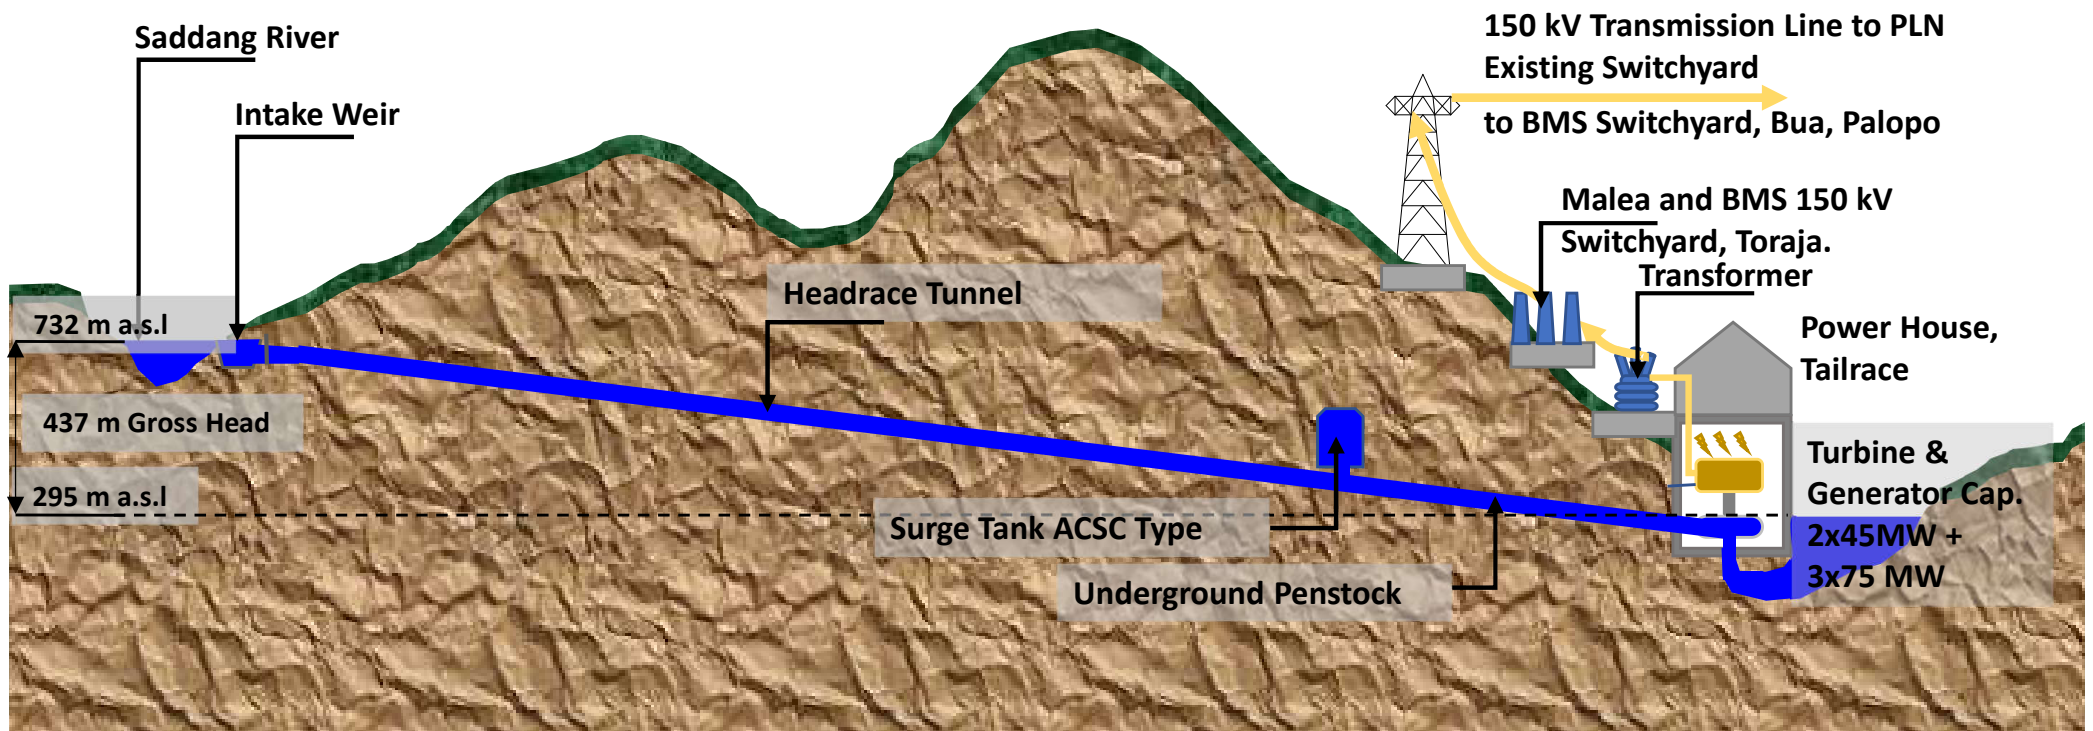 Saddang River
Intake Weir
150 kV Transmission Line to PLN
Existing Switchyard
to BMS Switchyard, Bua, Palopo
Malea and BMS 150 kV
Switchyard, Toraja.
Transformer
Headrace Tunnel
732 m a.s.l
Power House,
Tailrace
437 m Gross Head
295 m a.s.l
Turbine &
Generator Cap.
2x45MW +
3x75 MW
Surge Tank ACSC Type
Underground Penstock